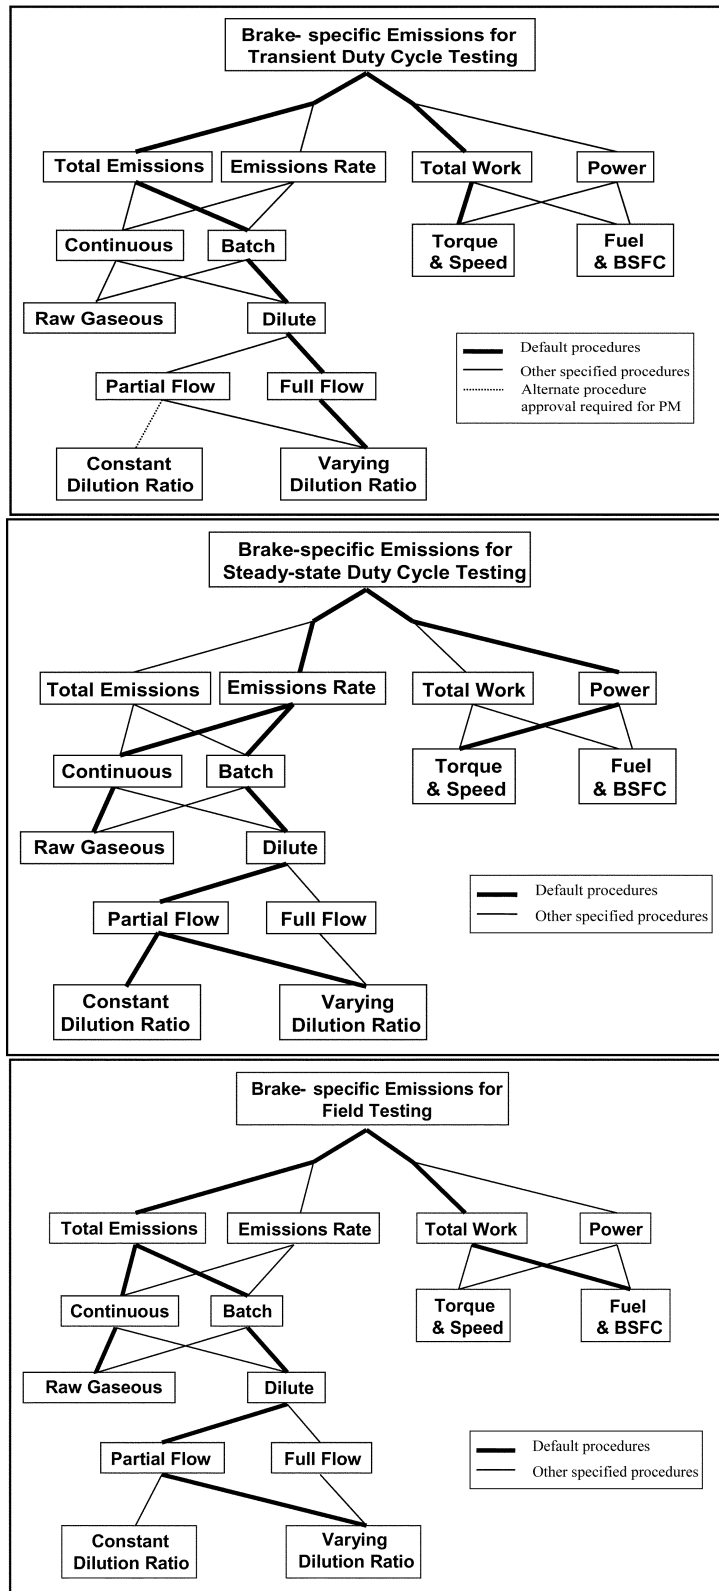 Brake- specific Emissions for
Transient Duty Cycle Testing
Total Emissions
Emissions Rate
Total Work
Power
Continuous
Batch
Torque
& Speed
Fuel
& BSFC
Raw Gaseous
Dilute
Default procedures
Other specified procedures
Alternate procedure
approval required for PM
Partial Flow
Full Flow
Constant
Dilution Ratio
Varying
Dilution Ratio
Brake-specific Emissions for
Steady-state Duty Cycle Testing
Total Emissions
Emissions Rate
Total Work
Power
Continuous
Batch
Torque
& Speed
Fuel
& BSFC
Raw Gaseous
Dilute
Default procedures
Other specified procedures
Partial Flow
Full Flow
Constant
Dilution Ratio
Varying
Dilution Ratio
Brake- specific Emissions for
Field Testing
Total Emissions
Emissions Rate
Total Work
Power
Continuous
Batch
Torque
& Speed
Fuel
& BSFC
Raw Gaseous
Dilute
Default procedures
Other specified procedures
Partial Flow
Full Flow
Constant
Dilution Ratio
Varying
Dilution Ratio